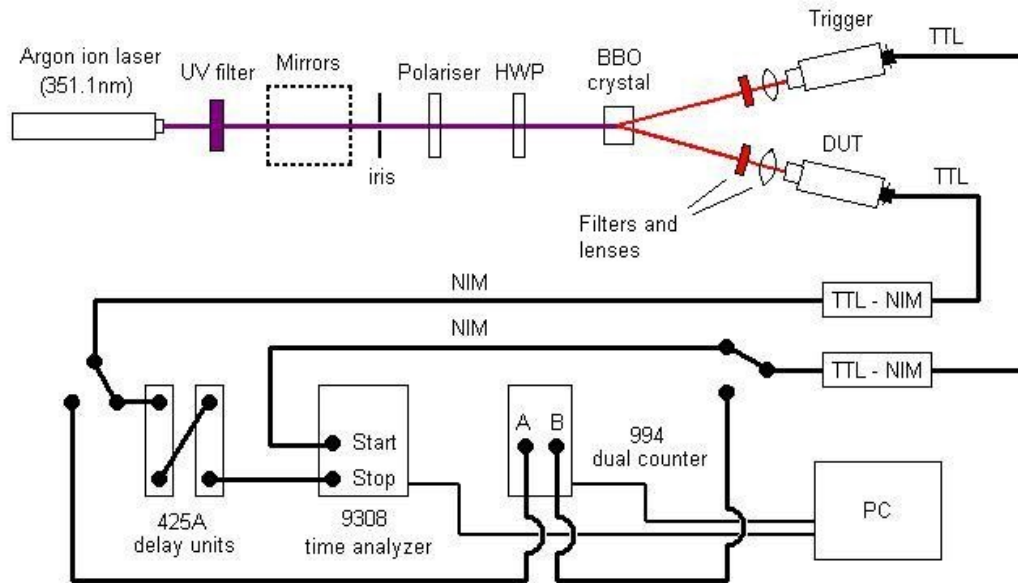 Argon ion laser
(351.1nm)
UV filter
Mirrors
iris
Polariser
HWP
BBO
crystal
Trigger
TTL
DUT
TTL
Filters and
lenses
NIM
TTL - NIM
NIM
TTL - NIM
A
B
Start
Stop
425A
delay units
9308
time analyzer
994
dual counter
PC